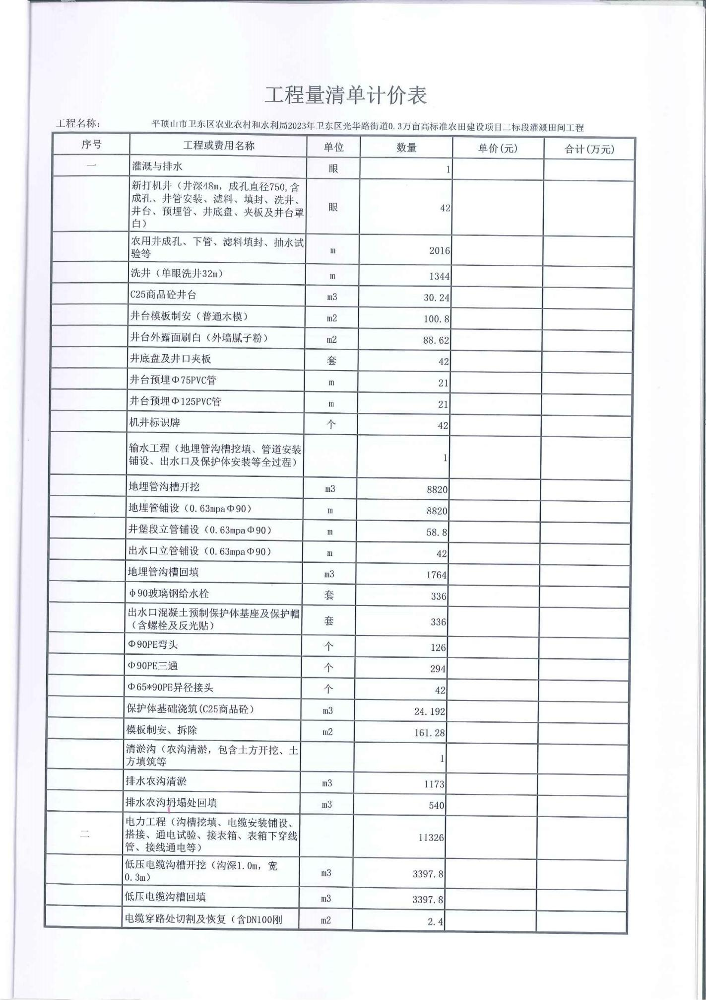 工程量清单计价表
工程名称: 平顶山市卫东区农业农村和水利局2023年卫东区光华路街道0.3万亩高标准农田建设项目二标段灌溉田间工程
序号 工程或费用名称 单位 数量 单价(元) 合计(万元)
一 灌溉与排水 眼 1
新打机井（井深48m，成孔直径750,含
成孔、井管安装、滤料、填封、洗井、
井台、预埋管、井底盘、夹板及井台罩
白） 眼 42
农用井成孔、下管、滤料填封、抽水试
验等 m 2016
洗井（单眼洗井32m） m 1344
C25商品砼井台 m3 30.24
井台模板制安（普通木模） m2 100.8
井台外露面刷白（外墙腻子粉） m2 88.62
井底盘及井口夹板 套 42
井台预埋Φ75PVC管 m 21
井台预埋Φ125PVC管 m 21
机井标识牌 个 42
输水工程（地埋管沟槽挖填、管道安装
铺设、出水口及保护体安装等全过程） 1
地埋管沟槽开挖 m3 8820
地埋管铺设（0.63mpaΦ90） m 8820
井堡段立管铺设（0.63mpaΦ90） m 58.8
出水口立管铺设（0.63mpaΦ90） m 42
地埋管沟槽回填 m3 1764
φ90玻璃钢给水栓 套 336
出水口混凝土预制保护体基座及保护帽
（含螺栓及反光贴） 套 336
Φ90PE弯头 个 126
Φ90PE三通 个 294
Φ65*90PE异径接头 个 42
保护体基础浇筑(C25商品砼） m3 24.192
模板制安、拆除 m2 161.28
清淤沟（农沟清淤，包含土方开挖、土
方填筑等 1
排水农沟清淤 m3 1173
排水农沟坍塌处回填 m3 540
二 电力工程（沟槽挖填、电缆安装铺设、
搭接、通电试验、接表箱、表箱下穿线
管、接线通电等） 11326
低压电缆沟槽开挖（沟深1.0m，宽
0.3m） m3 3397.8
低压电缆沟槽回填 m3 3397.8
电缆穿路处切割及恢复（含DN100刚 m2 2.4